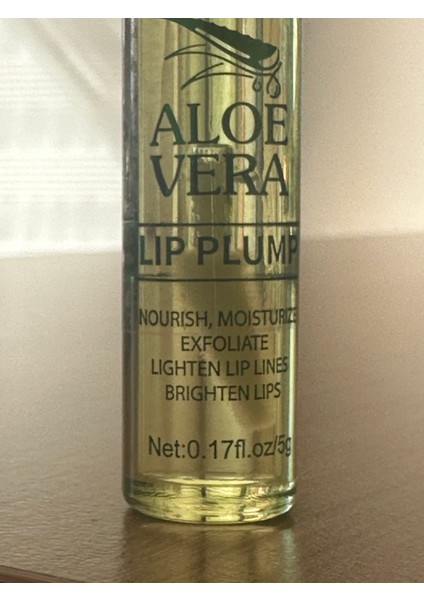 ALOE
VERA
LIP PLUMP
NOURISH, MOISTURIZE
EXFOLIATE
LIGHTEN LIP LINES
BRIGHTEN LIPS
Net:0.17fl.oz/5g